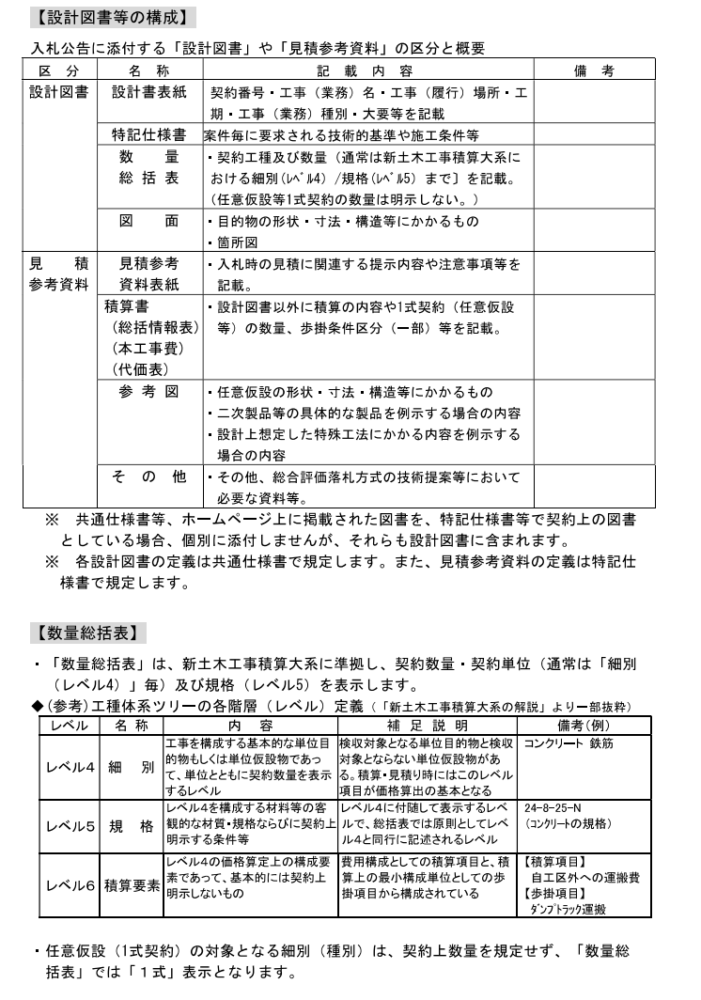 【設計図書等の構成】
入札公告に添付する「設計図書」や「見積参考資料」の区分と概要
区　分　名　称　記　載　内　容　備　考
設計図書　設計書表紙　契約番号・工事（業務）名・工事（履行）場所・工
期・工事（業務）種別・大要等を記載
特記仕様書　案件毎に要求される技術的基準や施工条件等
数　　量　・契約工種及び数量（通常は新土木工事積算大系に
総 括 表　おける細別(ﾚﾍﾞﾙ4）/規格(ﾚﾍﾞﾙ5）まで〕を記載。
（任意仮設等1式契約の数量は明示しない。）
図　　面　・目的物の形状・寸法・構造等にかかるもの
・箇所図
見　　積　見積参考　・入札時の見積に関連する提示内容や注意事項等を
参考資料　資料表紙　記載。
積算書　・設計図書以外に積算の内容や1式契約（任意仮設
（総括情報表）　等）の数量、歩掛条件区分（一部）等を記載。
（本工事費）
（代価表）
参 考 図　・任意仮設の形状・寸法・構造等にかかるもの
・二次製品等の具体的な製品を例示する場合の内容
・設計上想定した特殊工法にかかる内容を例示する
場合の内容
そ　の　他　・その他、総合評価落札方式の技術提案等において
必要な資料等。
※　共通仕様書等、ホームページ上に掲載された図書を、特記仕様書等で契約上の図書
としている場合、個別に添付しませんが、それらも設計図書に含まれます。
※　各設計図書の定義は共通仕様書で規定します。また、見積参考資料の定義は特記仕
様書で規定します。
【数量総括表】
・「数量総括表」は、新土木工事積算大系に準拠し、契約数量・契約単位（通常は「細別
（レベル4）」毎）及び規格（レベル5）を表示します。
◆(参考)工種体系ツリーの各階層（レベル）定義（「新土木工事積算大系の解説」より一部抜粋）
レベル　名 称　内　容　補 足 説 明　備考(例)
レベル４　細　別　工事を構成する基本的な単位目　検収対象となる単位目的物と検収　コンクリート 鉄筋
的物もしくは単位仮設物であっ　対象とならない単位仮設物があ
て、単位とともに契約数量を表示　る。積算・見積り時にはこのレベル
するレベル　項目が価格算出の基本となる
レベル５　規　格　レベル４を構成する材料等の客　レベル４に付随して表示するレベ　24-8-25-N
観的な材質・規格ならびに契約上　ルで、総括表では原則としてレベ　（ｺﾝｸﾘｰﾄの規格）
明示する条件等　ル４と同行に記述されるレベル
レベル６　積算要素　レベル４の価格算定上の構成要　費用構成としての積算項目と、積　【積算項目】
素であって、基本的には契約上　算上の最小構成単位としての歩　自工区外への運搬費
明示しないもの　掛項目から構成されている　【歩掛項目】
ﾀﾞﾝﾌﾟﾄﾗｯｸ運搬
・任意仮設（1式契約）の対象となる細別（種別）は、契約上数量を規定せず、「数量総
括表」では「１式」表示となります。